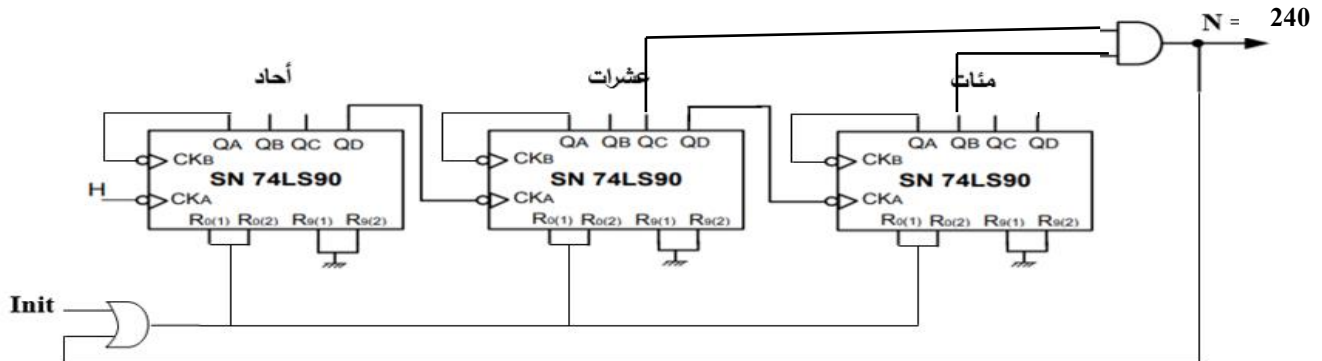 N = 240
أحاد
عشرات
مئات
QA QB QC QD
CKB
SN 74LS90
H
CKA
R0(1) R0(2) R9(1) R9(2)
QA QB QC QD
CKB
SN 74LS90
CKA
R0(1) R0(2) R9(1) R9(2)
QA QB QC QD
CKB
SN 74LS90
CKA
R0(1) R0(2) R9(1) R9(2)
Init